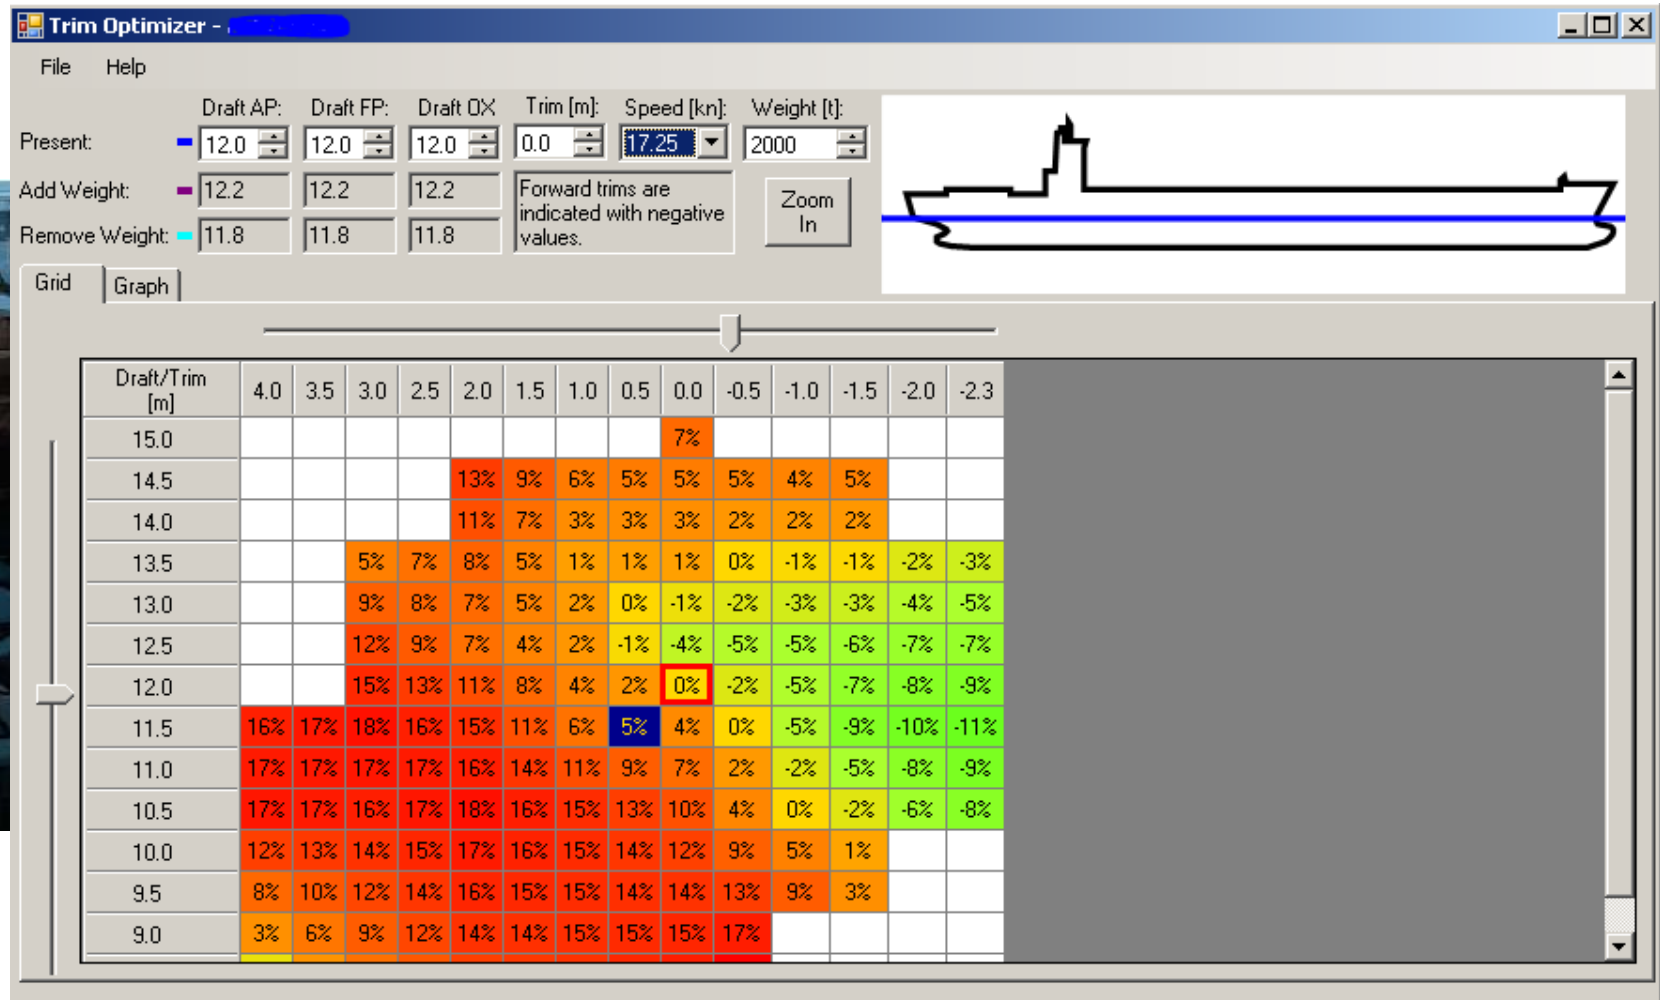 Trim Optimizer -
File Help
Draft AP: Draft FP: Draft OX Trim [m]: Speed [kn]: Weight [t]:
Present: 12.0 12.0 12.0 0.0 17.25 2000
Add Weight: 12.2 12.2 12.2
Remove Weight: 11.8 11.8 11.8
Forward trims are
indicated with negative
values.
Zoom
In
Grid Graph
Draft/Trim
[m] 4.0 3.5 3.0 2.5 2.0 1.5 1.0 0.5 0.0 -0.5 -1.0 -1.5 -2.0 -2.3
15.0 7%
14.5 13% 9% 6% 5% 5% 5% 4% 5%
14.0 11% 7% 3% 3% 3% 2% 2% 2%
13.5 5% 7% 8% 5% 1% 1% 1% 0% -1% -1% -2% -3%
13.0 9% 8% 7% 5% 2% 0% -1% -2% -3% -3% -4% -5%
12.5 12% 9% 7% 4% 2% -1% -4% -5% -5% -6% -7% -7%
12.0 15% 13% 11% 8% 4% 2% 0% -2% -5% -7% -8% -9%
11.5 16% 17% 18% 16% 15% 11% 6% 5% 4% 0% -5% -9% -10% -11%
11.0 17% 17% 17% 17% 16% 14% 11% 9% 7% 2% -2% -5% -8% -9%
10.5 17% 17% 16% 17% 18% 16% 15% 13% 10% 4% 0% -2% -6% -8%
10.0 12% 13% 14% 15% 17% 16% 15% 14% 12% 9% 5% 1%
9.5 8% 10% 12% 14% 16% 15% 15% 14% 14% 13% 9% 3%
9.0 3% 6% 9% 12% 14% 14% 15% 15% 15% 17%